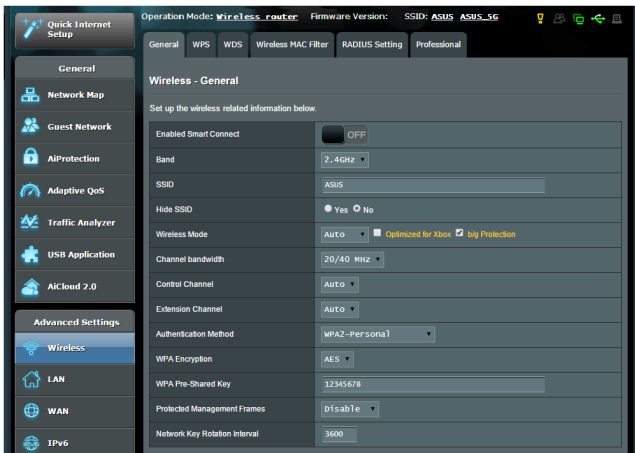 Quick Internet
Setup
Operation Mode: Wireless router Firmware Version: SSID: ASUS ASUS_5G
General WPS WDS Wireless MAC Filter RADIUS Setting Professional
General
Network Map
Guest Network
AiProtection
Adaptive QoS
Traffic Analyzer
USB Application
AiCloud 2.0
Advanced Settings
Wireless
LAN
WAN
IPv6
Wireless - General
Set up the wireless related information below.
Enabled Smart Connect OFF
Band 2.4GHz
SSID ASUS
Hide SSID Yes No
Wireless Mode Auto Optimized for Xbox b/g Protection
Channel bandwidth 20/40 MHz
Control Channel Auto
Extension Channel Auto
Authentication Method WPA2-Personal
WPA Encryption AES
WPA Pre-Shared Key 12345678
Protected Management Frames Disable
Network Key Rotation Interval 3600